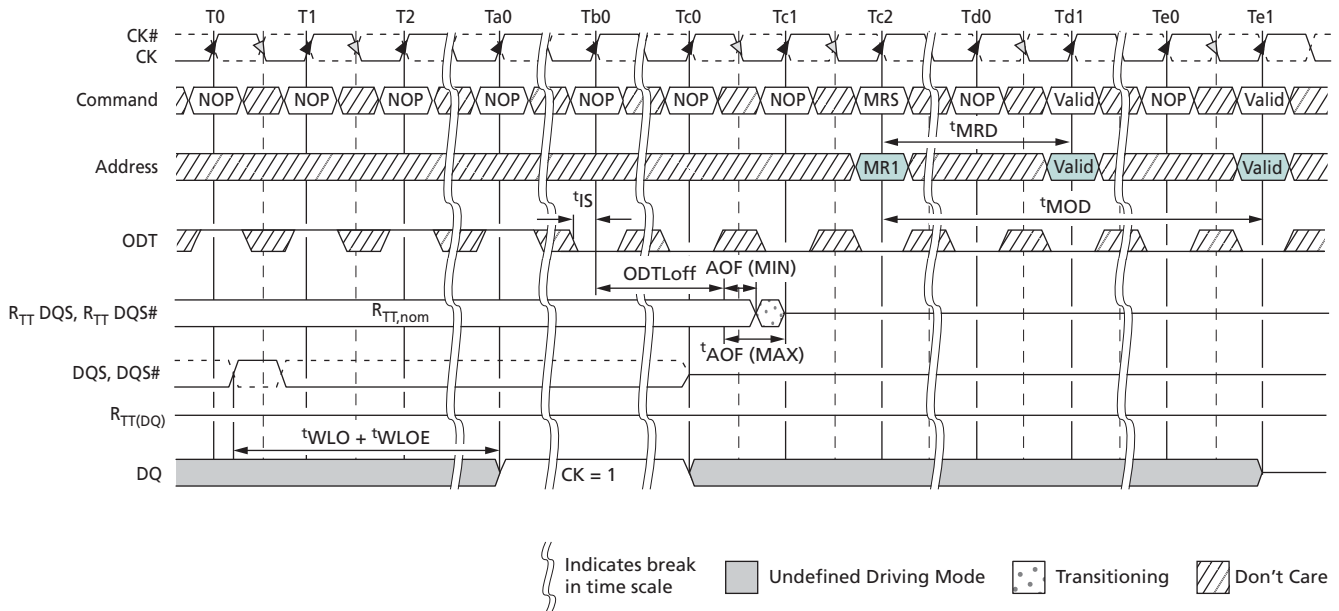 T0 T1 T2 Ta0 Tb0 Tc0 Tc1 Tc2 Td0 Td1 Te0 Te1
CK#
CK
Command NOP NOP NOP NOP NOP NOP NOP MRS NOP Valid NOP Valid
tMRD
Address MR1 Valid Valid
tIS
tMOD
ODT
ODTLoff AOF (MIN)
RTT DQS, RTT DQS# RTT,nom
tAOF (MAX)
DQS, DQS#
RTT(DQ)
tWLO + tWLOE
DQ CK = 1
Indicates break
in time scale
Undefined Driving Mode Transitioning Don't Care